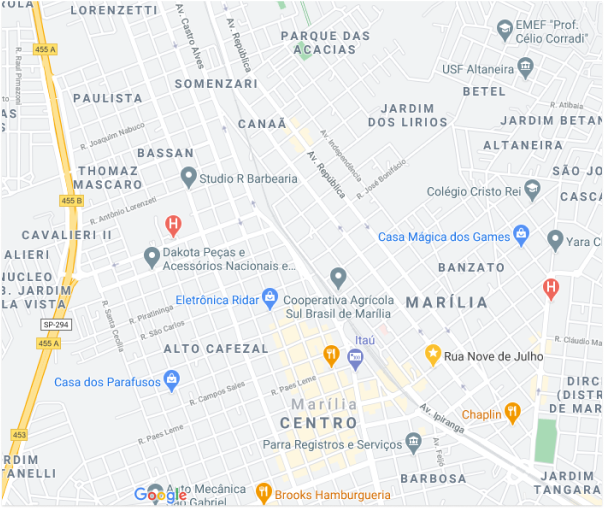 LORENZETTI
ROLA
Av. Castro Alves
Av. República
PARQUE DAS
ACACIAS
EMEF "Prof.
Célio Corradi"
455 A
R. Raul Pimazoni
USF Altaneira
SOMENZARI
BETEL
PAULISTA
R. Atibaia
JARDIM
DOS LIRIOS
AS
S
JARDIM BETAN
CANAÃ
R. Joaquim Nabuco
Av. Independência
ALTANEIRA
BASSAN
Av. República
R. José Bonifácio
THOMAZ
MASCARO
Studio R Barbearia
SÃO JO
Colégio Cristo Rei
CASCA
455 B
R. Antônio Lorenzeti
H
CAVALIERI II
Casa Mágica dos Games
Yara C
ALIERI
Dakota Peças e
Acessórios Nacionais e...
BANZATO
NUCLEO
B. JARDIM
LA VISTA
H
Eletrônica Ridar
Cooperativa Agrícola
Sul Brasil de Marília
MARÍLIA
R. Santa Cecília
R. Piratininga
SP-294
R. São Carlos
455 A
Itaú
R. Cláudio Ma
ALTO CAFEZAL
Rua Nove de Julho
Casa dos Parafusos
R. Campos Sales
R. Paes Leme
DIRC
(DISTR
DE MAR
Marília
Av. Ipiranga
Chaplin
CENTRO
453
R. Paes Leme
Parra Registros e Serviços
Av. Feijó
RDIM
TANELLI
BARBOSA
JARDIM
TANGARA
Google
Auto Mecânica
São Gabriel
Brooks Hamburgueria